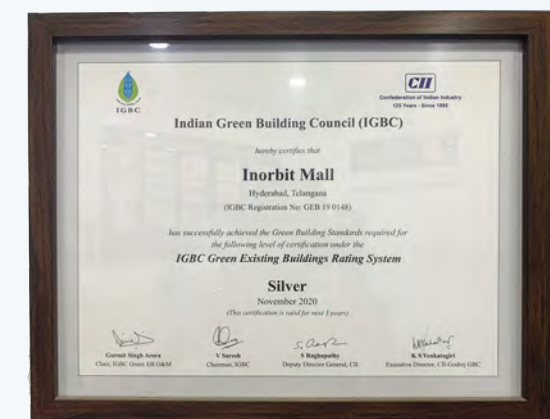 IGBC
CII
Confederation of Indian Industry
125 Years - Since 1895
Indian Green Building Council (IGBC)
hereby certifies that
Inorbit Mall
Hyderabad, Telangana
(IGBC Registration No: GEB 19 0148)
has successfully achieved the Green Building Standards required for
the following level of certification under the
IGBC Green Existing Buildings Rating System
Silver
November 2020
(This certification is valid for next 3 years)
Gurmit Singh Arora
Chair, IGBC Green EB O&M
V Suresh
Chairman, IGBC
S Raghupathy
Deputy Director General, CII
K S Venkatagiri
Executive Director, CII-Godrej GBC